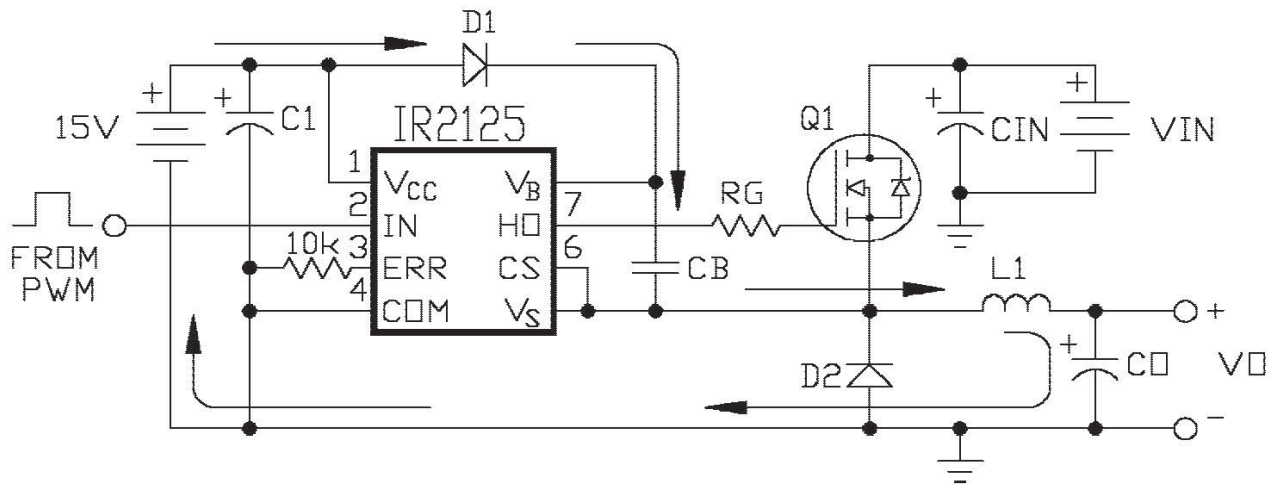 D1
15V
+
+
C1
IR2125
Q1
+
CIN
+
VIN
1
2
3
4
VCC
IN
ERR
COM
VB
HO
CS
VS
7
6
RG
FROM
PWM
10k
CB
L1
D2
+
CO
+
VO
-